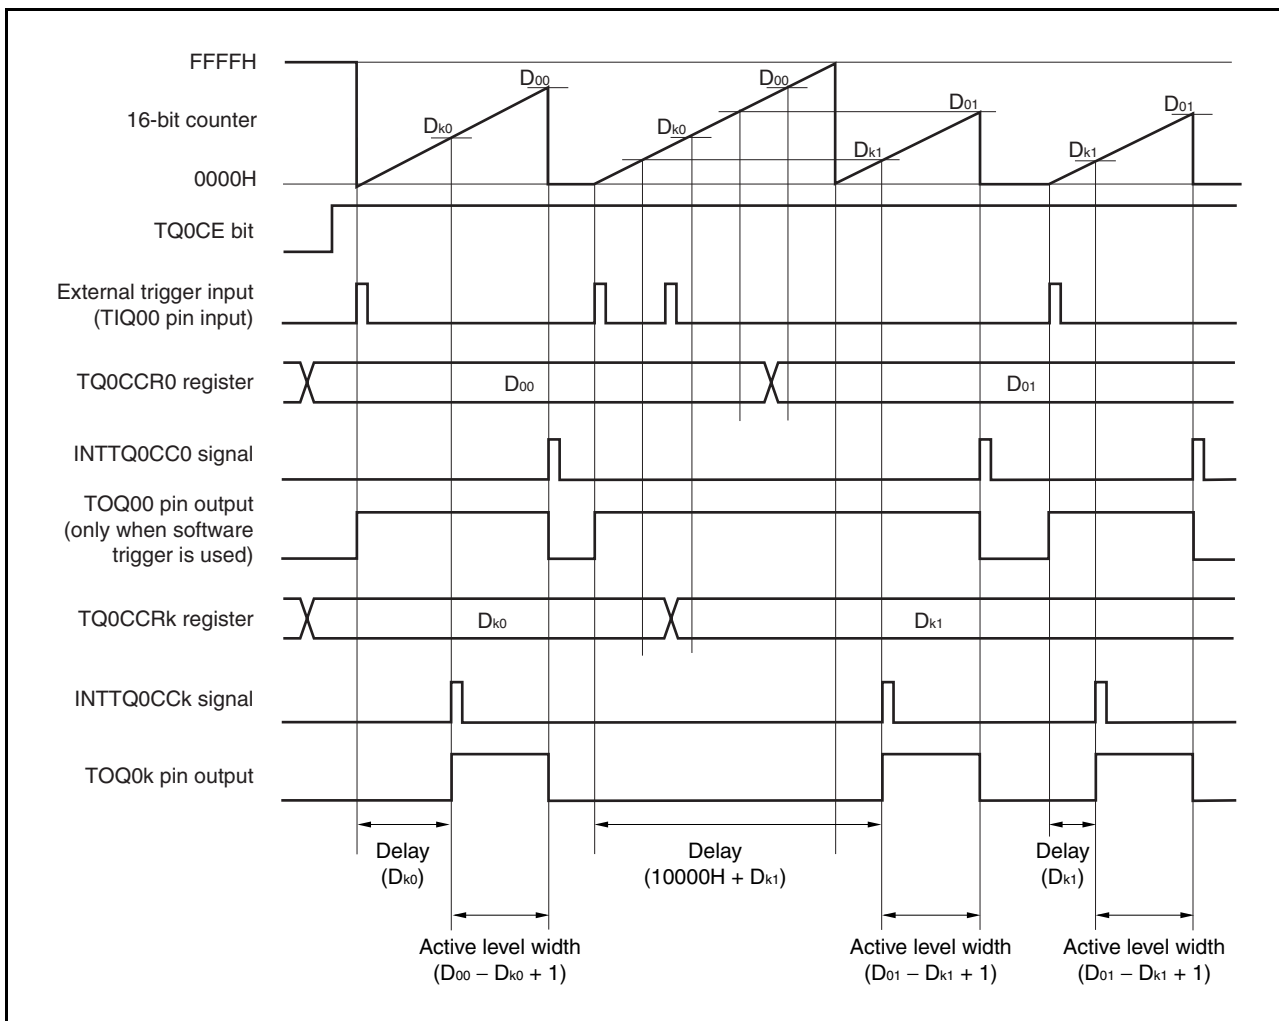 FFFFH
D00
D00
D01
D01
16-bit counter
Dk0
Dk0
Dk1
Dk1
0000H
TQ0CE bit
External trigger input
(TIQ00 pin input)
TQ0CCR0 register
D00
D01
INTTQ0CC0 signal
TOQ00 pin output
(only when software
trigger is used)
TQ0CCRk register
Dk0
Dk1
INTTQ0CCk signal
TOQ0k pin output
Delay
(Dk0)
Delay
(10000H + Dk1)
Delay
(Dk1)
Active level width
(D00 − Dk0 + 1)
Active level width
(D01 − Dk1 + 1)
Active level width
(D01 − Dk1 + 1)